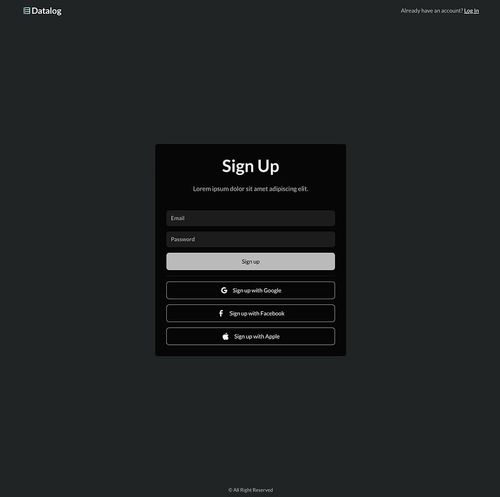 Datalog
Already have an account? Log In
Sign Up
Lorem ipsum dolor sit amet adipiscing elit.
Email
Password
Sign up
Sign up with Google
Sign up with Facebook
Sign up with Apple
© All Right Reserved